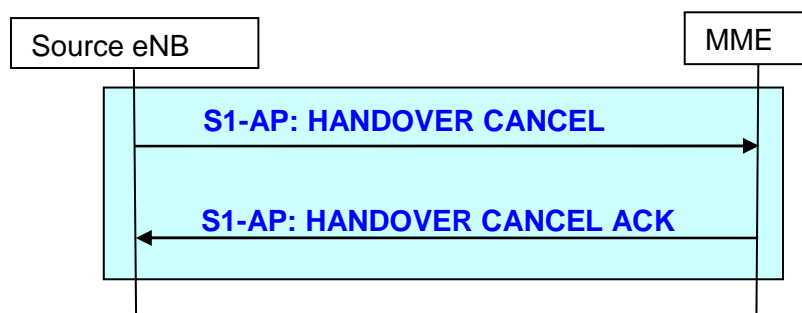 Source eNB
MME
S1-AP: HANDOVER CANCEL
S1-AP: HANDOVER CANCEL ACK